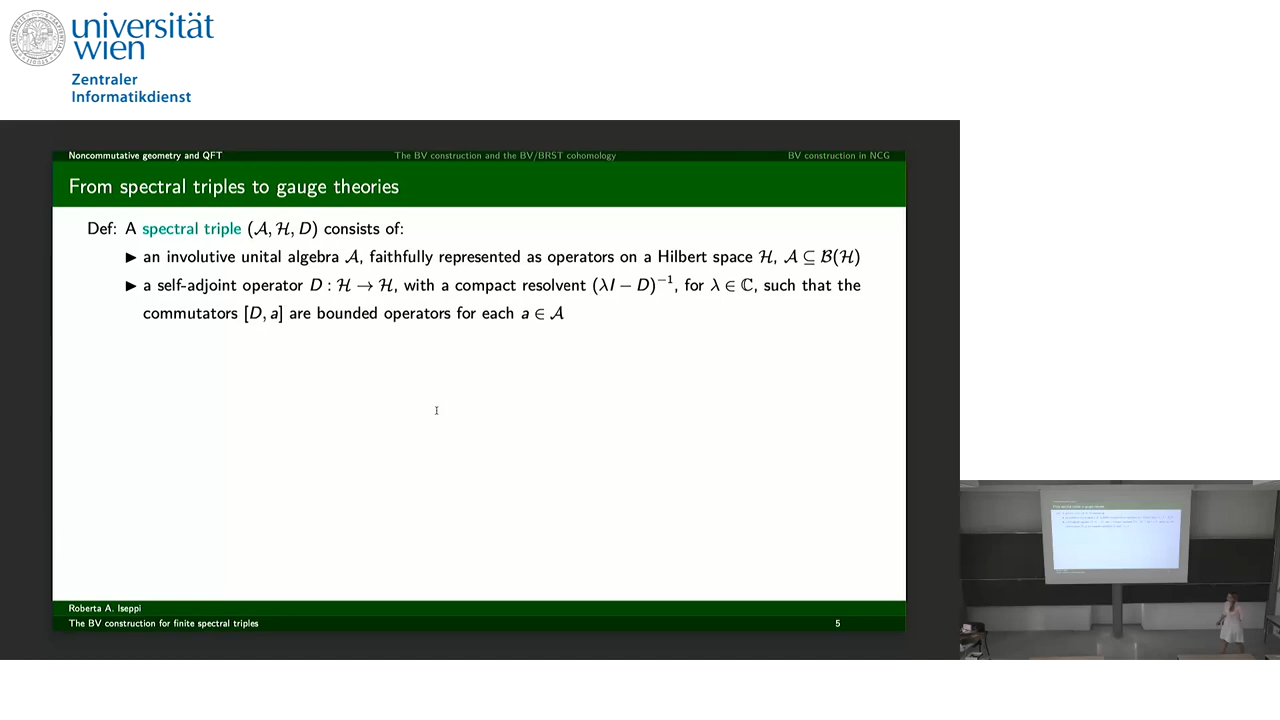 universität
wien
Zentraler
Informatikdienst
Noncommutative geometry and QFT The BV construction and the BV/BRST cohomology BV construction in NCG
From spectral triples to gauge theories
Def: A spectral triple (𝒜, ℋ, D) consists of:
▶ an involutive unital algebra 𝒜, faithfully represented as operators on a Hilbert space ℋ, 𝒜 ⊆ ℬ(ℋ)
▶ a self-adjoint operator D : ℋ → ℋ, with a compact resolvent (λI − D)⁻¹, for λ ∈ ℂ, such that the
commutators [D, a] are bounded operators for each a ∈ 𝒜
Roberta A. Iseppi
The BV construction for finite spectral triples 5